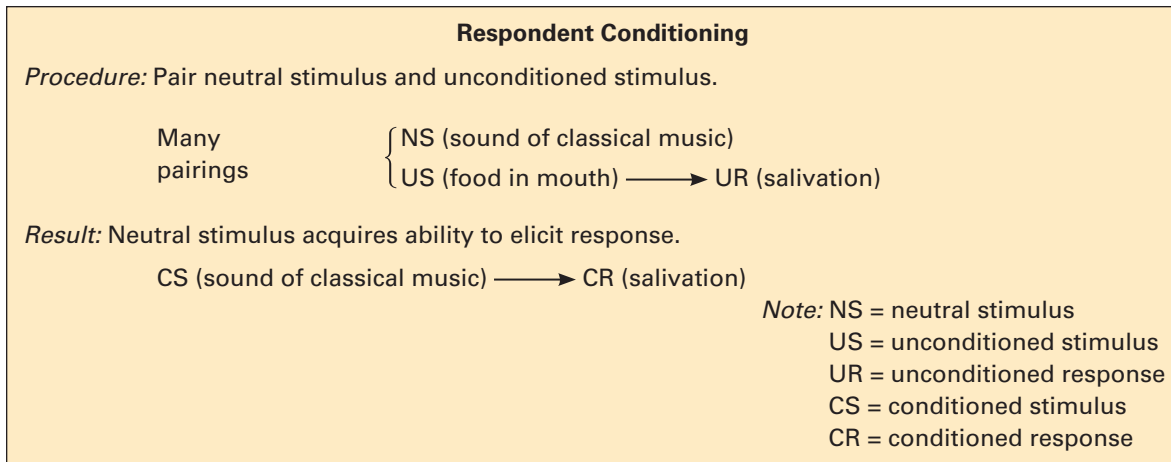 Respondent Conditioning
Procedure: Pair neutral stimulus and unconditioned stimulus.
Many
pairings
NS (sound of classical music)
US (food in mouth) ⟶ UR (salivation)
Result: Neutral stimulus acquires ability to elicit response.
CS (sound of classical music) ⟶ CR (salivation)
Note: NS = neutral stimulus
US = unconditioned stimulus
UR = unconditioned response
CS = conditioned stimulus
CR = conditioned response